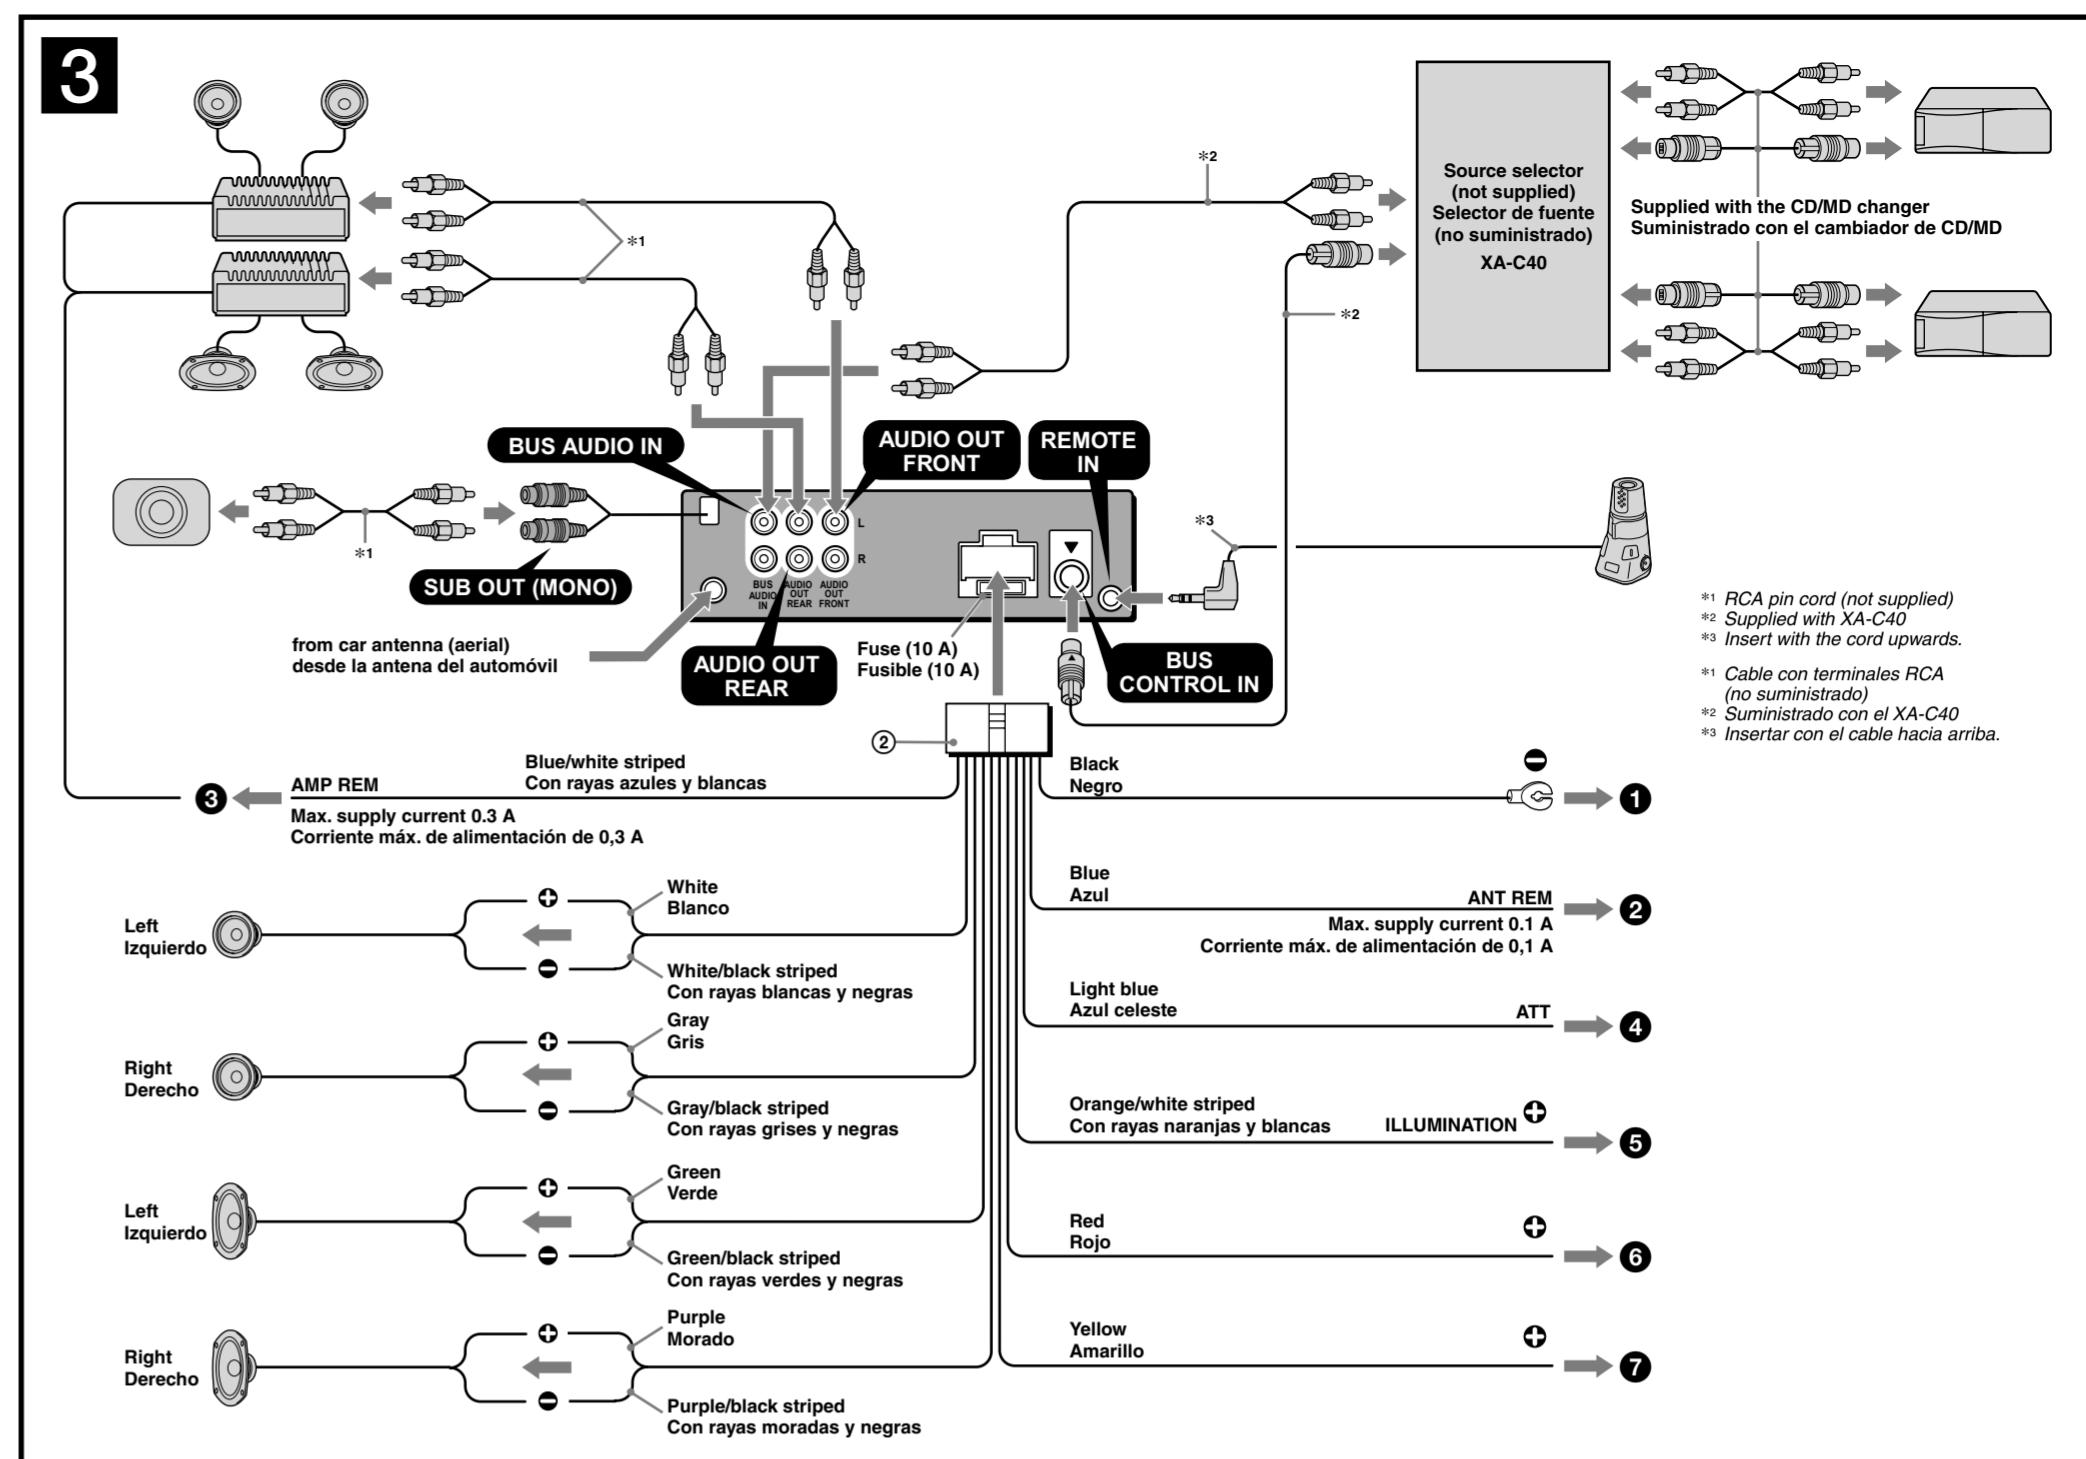 3
*2
Source selector
(not supplied)
Selector de fuente
(no suministrado)
XA-C40
Supplied with the CD/MD changer
Suministrado con el cambiador de CD/MD
*1
*2
BUS AUDIO IN
AUDIO OUT
FRONT
REMOTE
IN
*1
SUB OUT (MONO)
L
R
BUS
AUDIO
IN
AUDIO
OUT
REAR
AUDIO
OUT
FRONT
*3
from car antenna (aerial)
desde la antena del automóvil
AUDIO OUT
REAR
Fuse (10 A)
Fusible (10 A)
BUS
CONTROL IN
*1 RCA pin cord (not supplied)
*2 Supplied with XA-C40
*3 Insert with the cord upwards.
*1 Cable con terminales RCA
(no suministrado)
*2 Suministrado con el XA-C40
*3 Insertar con el cable hacia arriba.
2
3
AMP REM
Blue/white striped
Con rayas azules y blancas
Max. supply current 0.3 A
Corriente máx. de alimentación de 0,3 A
Black
Negro
1
Blue
Azul
ANT REM
2
Max. supply current 0.1 A
Corriente máx. de alimentación de 0,1 A
Left
Izquierdo
White
Blanco
White/black striped
Con rayas blancas y negras
Light blue
Azul celeste
ATT
4
Right
Derecho
Gray
Gris
Gray/black striped
Con rayas grises y negras
Orange/white striped
Con rayas naranjas y blancas
ILLUMINATION
5
Left
Izquierdo
Green
Verde
Green/black striped
Con rayas verdes y negras
Red
Rojo
6
Right
Derecho
Purple
Morado
Purple/black striped
Con rayas moradas y negras
Yellow
Amarillo
7